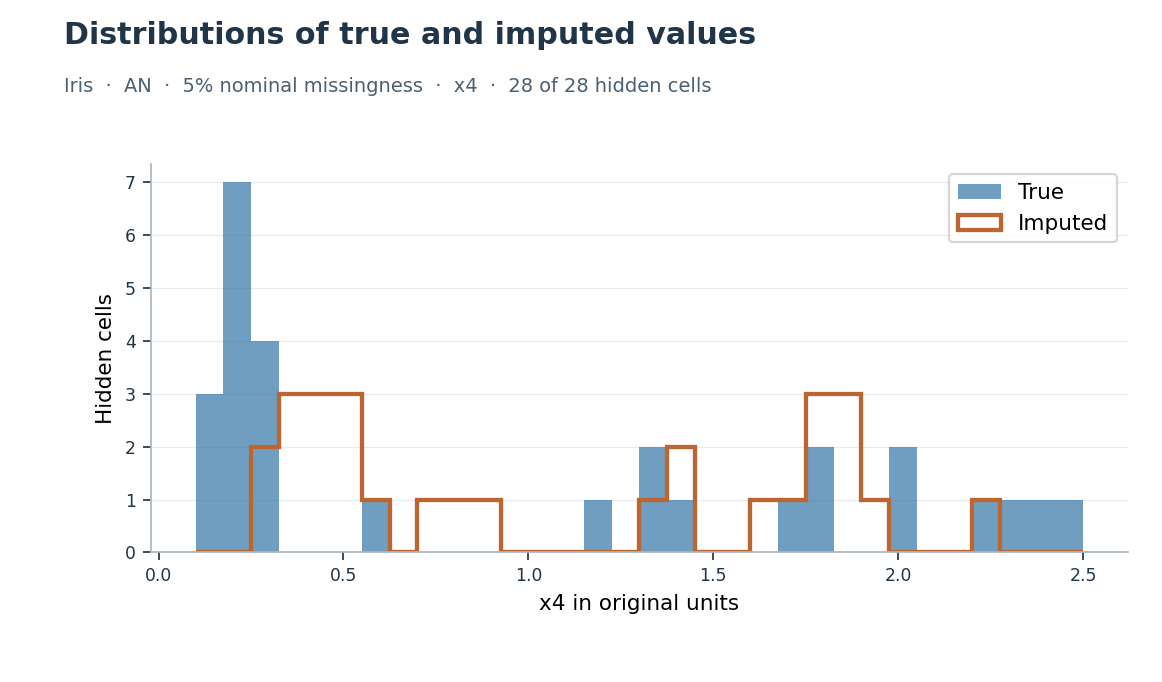 Distributions of true and imputed values
Iris · AN · 5% nominal missingness · x4 · 28 of 28 hidden cells
True
Imputed
Hidden cells
7
6
5
4
3
2
1
0
0.0 0.5 1.0 1.5 2.0 2.5
x4 in original units